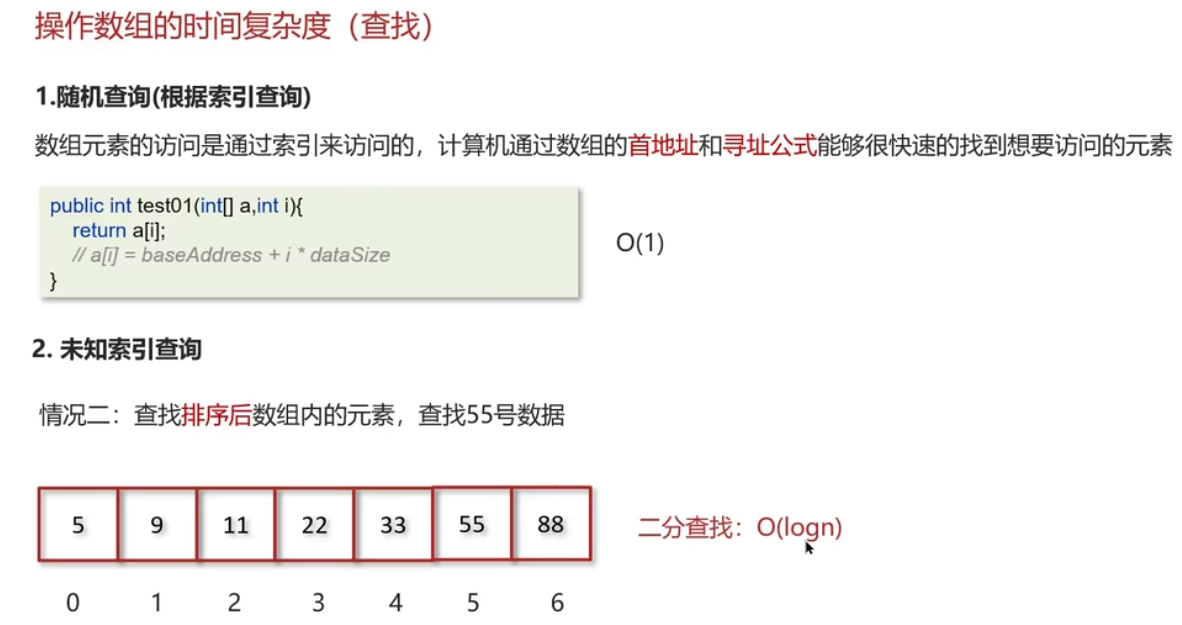 操作数组的时间复杂度（查找）
1.随机查询(根据索引查询)
数组元素的访问是通过索引来访问的，计算机通过数组的首地址和寻址公式能够很快速的找到想要访问的元素
public int test01(int[] a,int i){
return a[i];
// a[i] = baseAddress + i * dataSize
}
O(1)
2. 未知索引查询
情况二：查找排序后数组内的元素，查找55号数据
5 9 11 22 33 55 88
二分查找：O(logn)
0 1 2 3 4 5 6